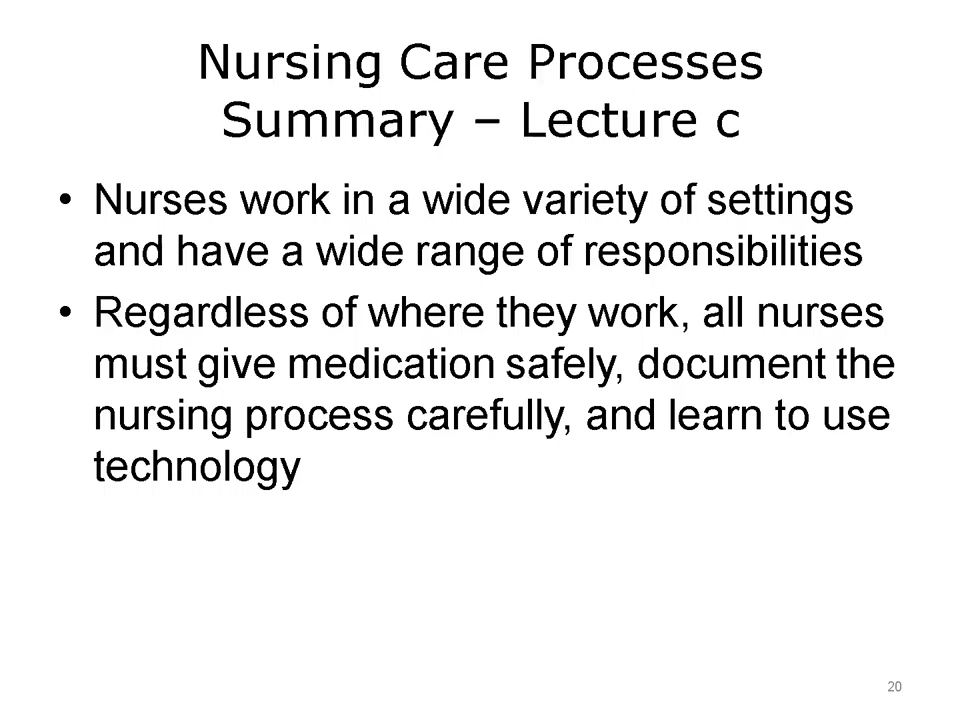 Nursing Care Processes
Summary – Lecture c
• Nurses work in a wide variety of settings
and have a wide range of responsibilities
• Regardless of where they work, all nurses
must give medication safely, document the
nursing process carefully, and learn to use
technology
20